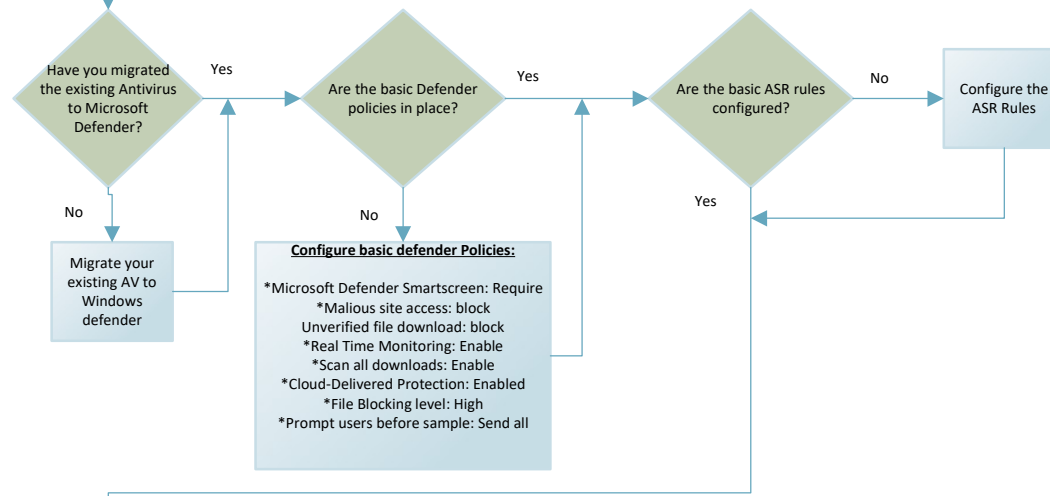 Have you migrated
the existing Antivirus
to Microsoft
Defender?
Yes
No
Migrate your
existing AV to
Windows
defender
Are the basic Defender
policies in place?
Yes
No
Configure basic defender Policies:
*Microsoft Defender Smartscreen: Require
*Malious site access: block
Unverified file download: block
*Real Time Monitoring: Enable
*Scan all downloads: Enable
*Cloud-Delivered Protection: Enabled
*File Blocking level: High
*Prompt users before sample: Send all
Are the basic ASR rules
configured?
No
Yes
Configure the
ASR Rules